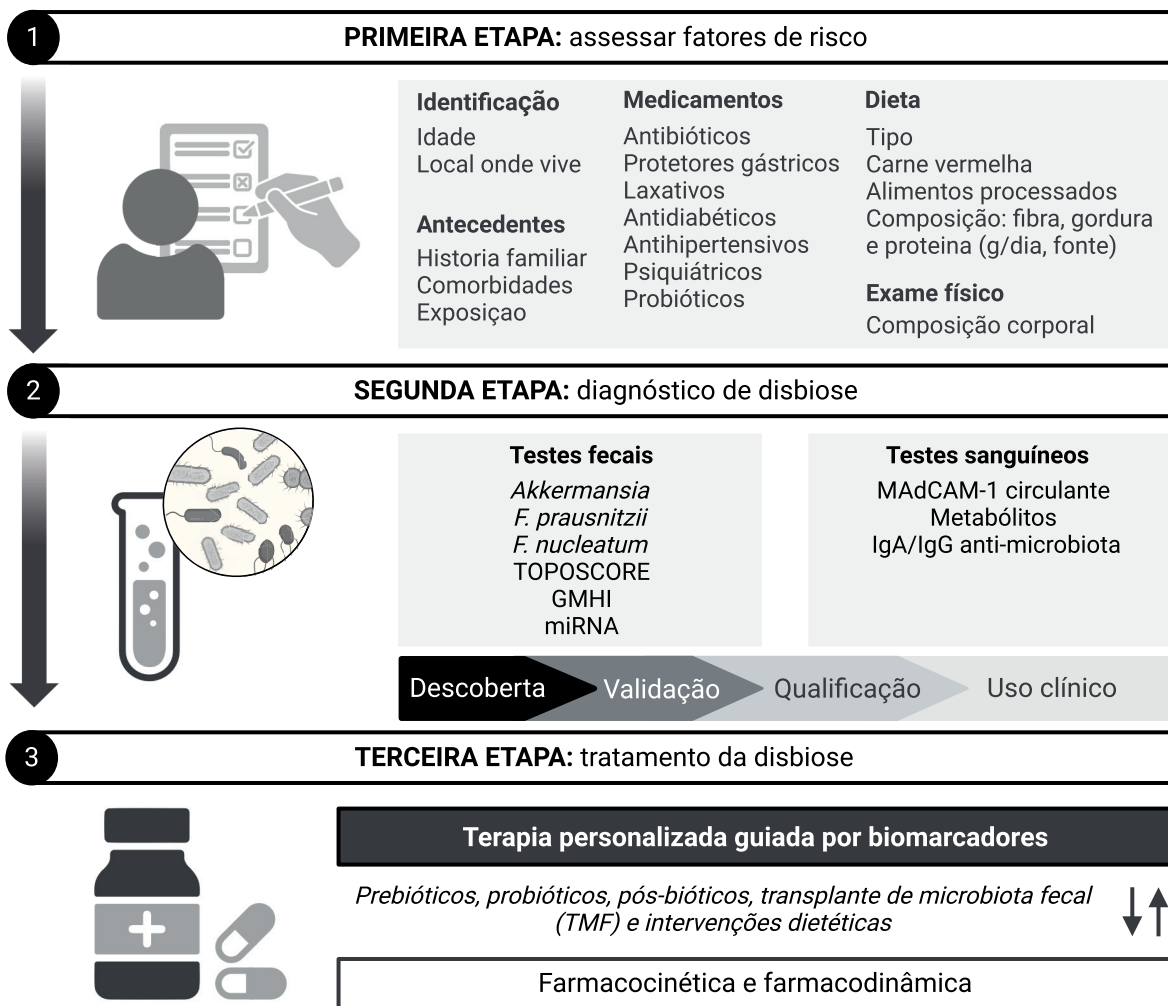 1
PRIMEIRA ETAPA: assessar fatores de risco
Identificação
Idade
Local onde vive
Antecedentes
Historia familiar
Comorbidades
Exposiçao
Medicamentos
Antibióticos
Protetores gástricos
Laxativos
Antidiabéticos
Antihipertensivos
Psiquiátricos
Probióticos
Dieta
Tipo
Carne vermelha
Alimentos processados
Composição: fibra, gordura
e proteina (g/dia, fonte)
Exame físico
Composição corporal
2
SEGUNDA ETAPA: diagnóstico de disbiose
Testes fecais
Akkermansia
F. prausnitzii
F. nucleatum
TOPOSCORE
GMHI
miRNA
Testes sanguíneos
MAdCAM-1 circulante
Metabólitos
IgA/IgG anti-microbiota
Descoberta Validação Qualificação Uso clínico
3
TERCEIRA ETAPA: tratamento da disbiose
Terapia personalizada guiada por biomarcadores
Prebióticos, probióticos, pós-bióticos, transplante de microbiota fecal
(TMF) e intervenções dietéticas
Farmacocinética e farmacodinâmica